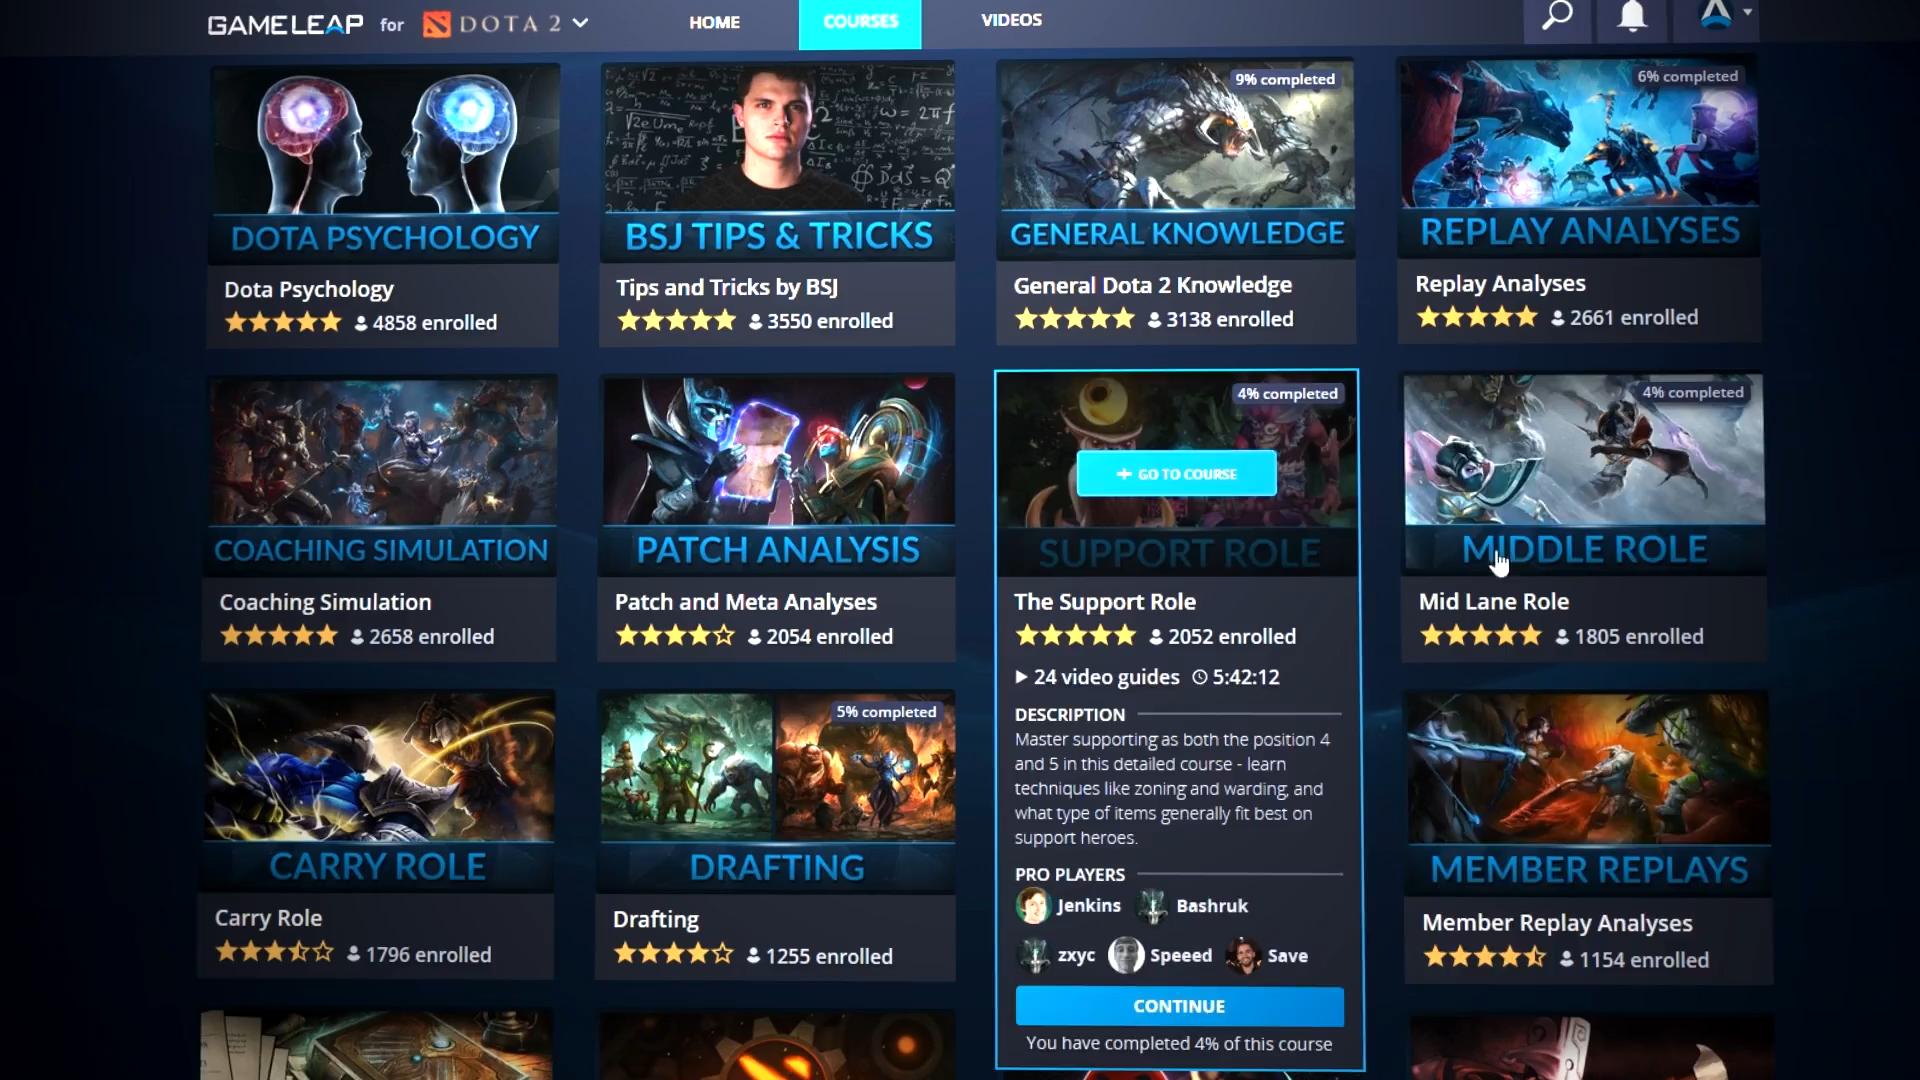 GAMELEAP for DOTA 2
HOME
COURSES
VIDEOS
DOTA PSYCHOLOGY
Dota Psychology
4858 enrolled
BSJ TIPS & TRICKS
Tips and Tricks by BSJ
3550 enrolled
9% completed
GENERAL KNOWLEDGE
General Dota 2 Knowledge
3138 enrolled
6% completed
REPLAY ANALYSES
Replay Analyses
2661 enrolled
COACHING SIMULATION
Coaching Simulation
2658 enrolled
PATCH ANALYSIS
Patch and Meta Analyses
2054 enrolled
4% completed
+ GO TO COURSE
SUPPORT ROLE
The Support Role
2052 enrolled
24 video guides 5:42:12
DESCRIPTION
Master supporting as both the position 4
and 5 in this detailed course - learn
techniques like zoning and warding, and
what type of items generally fit best on
support heroes.
PRO PLAYERS
Jenkins Bashruk
zxyc Speeed Save
CONTINUE
You have completed 4% of this course
4% completed
MIDDLE ROLE
Mid Lane Role
1805 enrolled
CARRY ROLE
Carry Role
1796 enrolled
5% completed
DRAFTING
Drafting
1255 enrolled
MEMBER REPLAYS
Member Replay Analyses
1154 enrolled